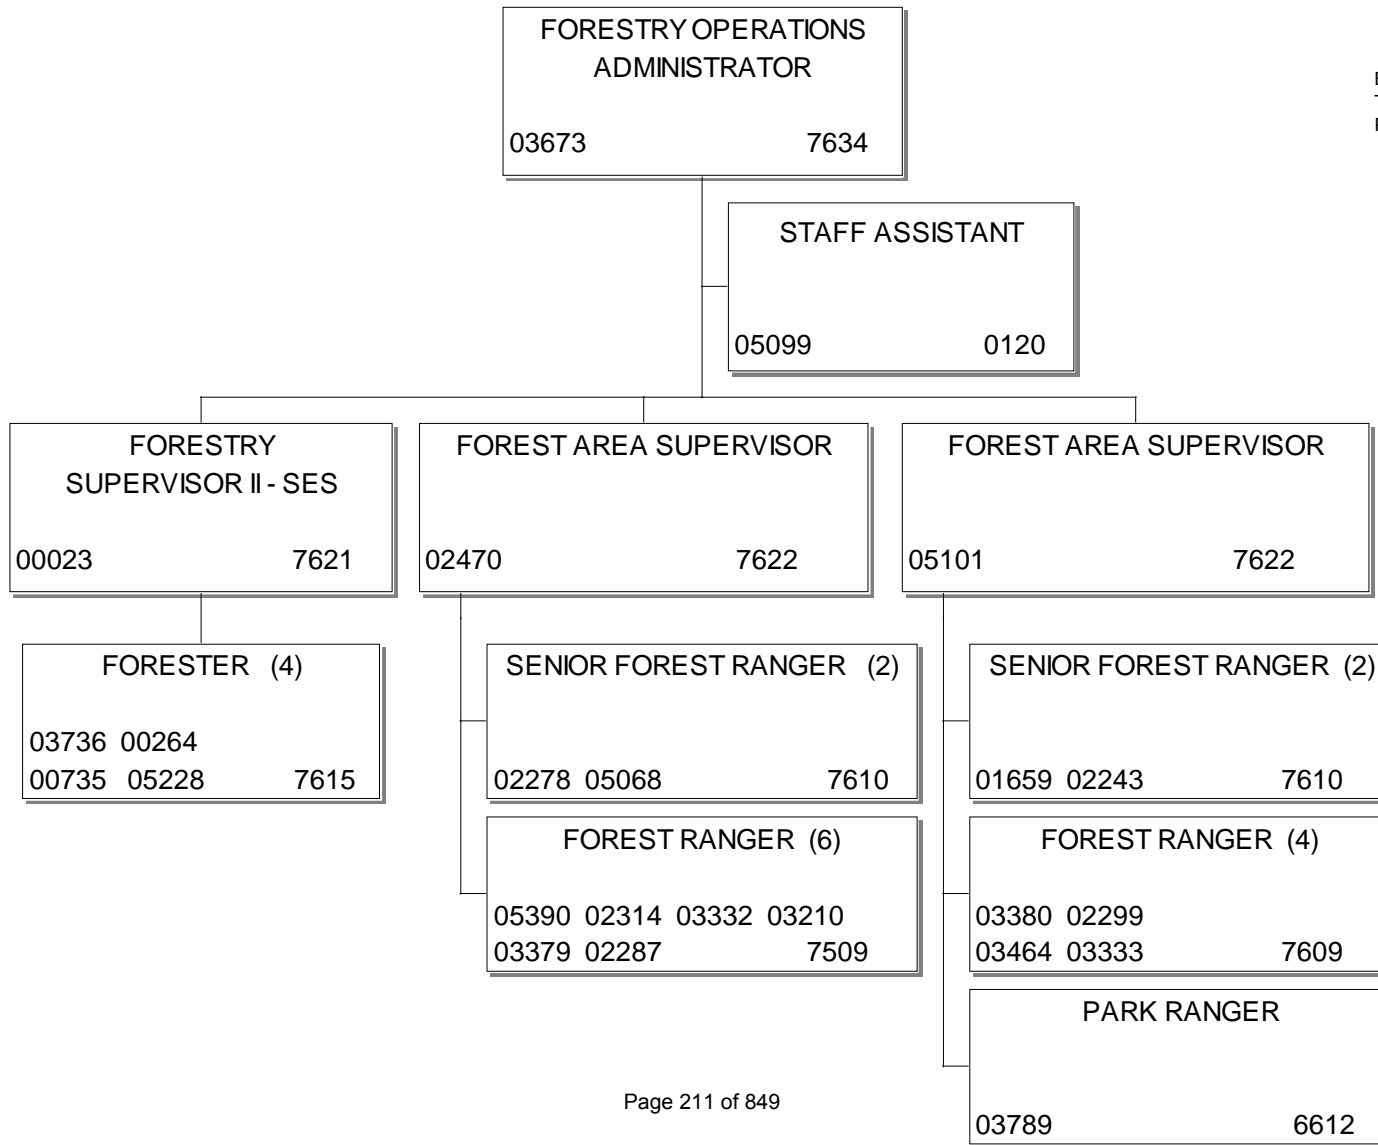 FORESTRY OPERATIONS
ADMINISTRATOR
03673 7634
STAFF ASSISTANT
05099 0120
FORESTRY
SUPERVISOR II - SES
00023 7621
FOREST AREA SUPERVISOR
02470 7622
FOREST AREA SUPERVISOR
05101 7622
FORESTER (4)
03736 00264
00735 05228 7615
SENIOR FOREST RANGER (2)
02278 05068 7610
FOREST RANGER (6)
05390 02314 03332 03210
03379 02287 7509
SENIOR FOREST RANGER (2)
01659 02243 7610
FOREST RANGER (4)
03380 02299
03464 03333 7609
PARK RANGER
03789 6612
Page 211 of 849